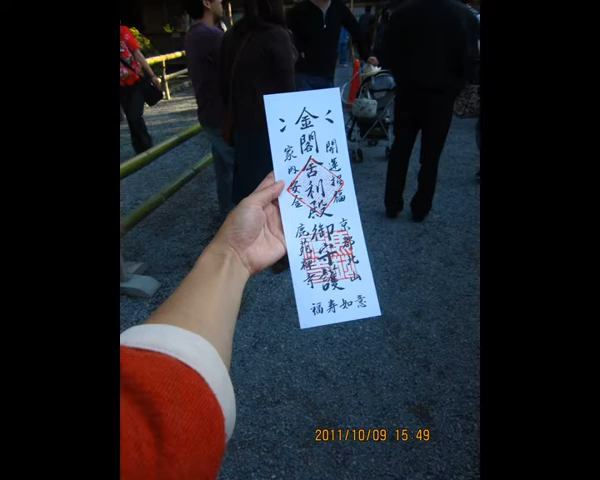 開運招福 京都北山
金閣舍利殿御守護
家内安全 鹿苑禅寺
福寿如意
2011/10/09 15 49